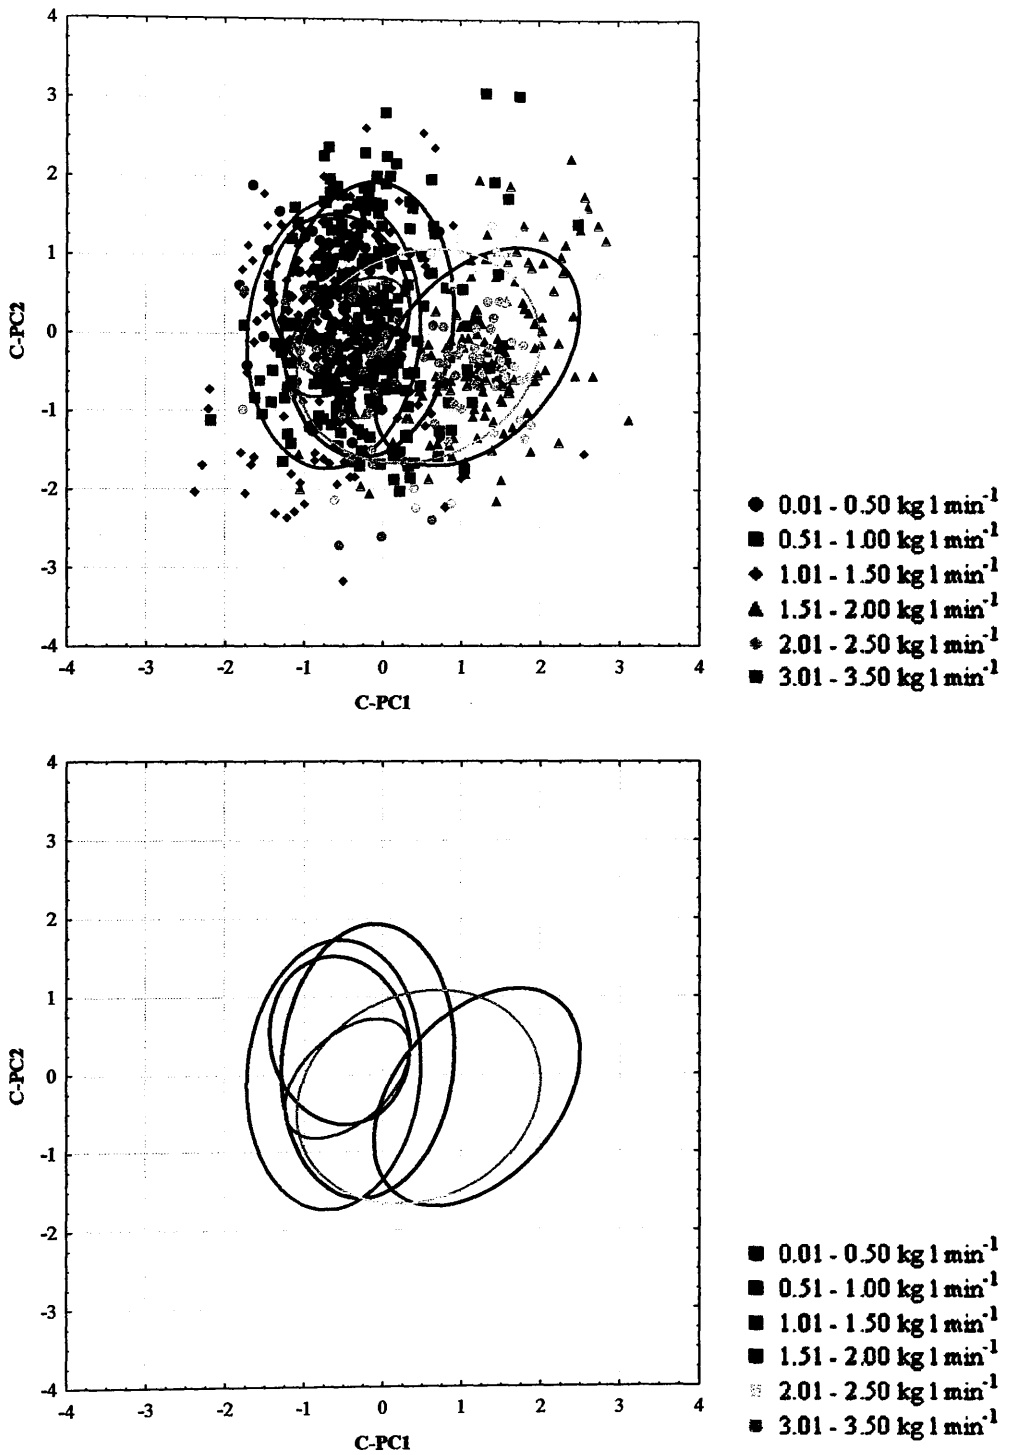 4
3
2
1
0
-1
-2
-3
-4
C-PC2
-4 -3 -2 -1 0 1 2 3 4
C-PC1
0.01 - 0.50 kg l min⁻¹
0.51 - 1.00 kg l min⁻¹
1.01 - 1.50 kg l min⁻¹
1.51 - 2.00 kg l min⁻¹
2.01 - 2.50 kg l min⁻¹
3.01 - 3.50 kg l min⁻¹
4
3
2
1
0
-1
-2
-3
-4
C-PC2
-4 -3 -2 -1 0 1 2 3 4
C-PC1
0.01 - 0.50 kg l min⁻¹
0.51 - 1.00 kg l min⁻¹
1.01 - 1.50 kg l min⁻¹
1.51 - 2.00 kg l min⁻¹
2.01 - 2.50 kg l min⁻¹
3.01 - 3.50 kg l min⁻¹